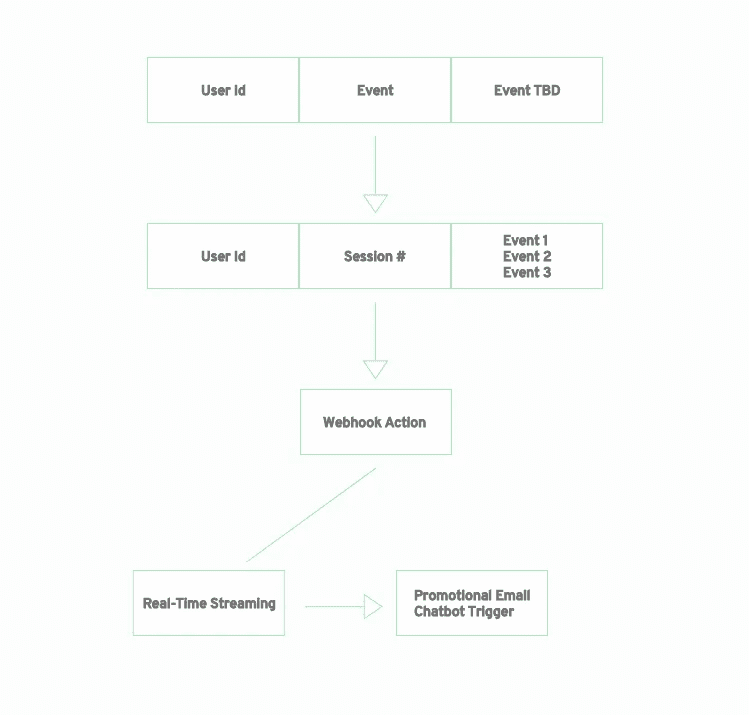 User Id
Event
Event TBD
User Id
Session #
Event 1
Event 2
Event 3
Webhook Action
Real-Time Streaming
Promotional Email
Chatbot Trigger